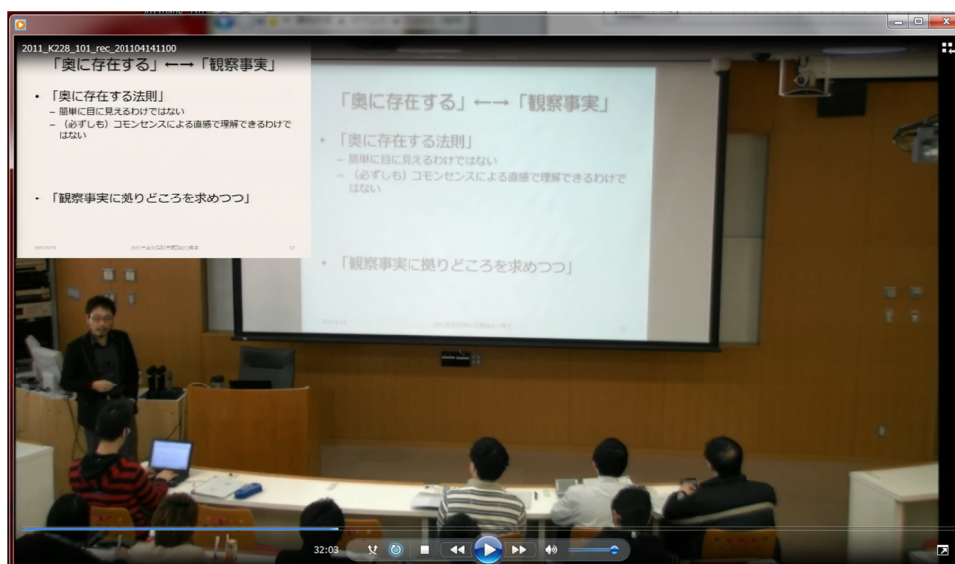 2011_K228_101_rec_201104141100
「奥に存在する」←→「観察事実」
• 「奥に存在する法則」
– 簡単に目に見えるわけではない
– （必ずしも）コモンセンスによる直感で理解できるわけで
はない
• 「観察事実に拠りどころを求めつつ」
12
「奥に存在する」←→「観察事実」
• 「奥に存在する法則」
– 簡単に目に見えるわけではない
– （必ずしも）コモンセンスによる直感で理解できるわけで
はない
• 「観察事実に拠りどころを求めつつ」
32:03